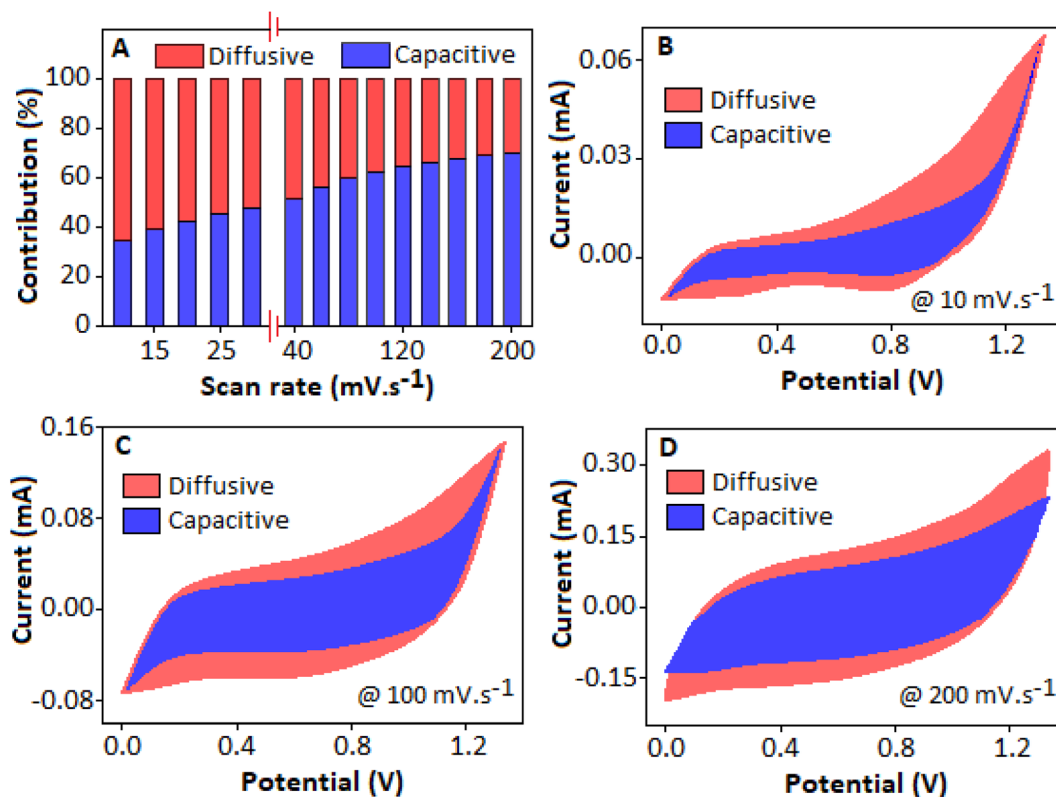 A
Diffusive Capacitive
Contribution (%)
100
80
60
40
20
0
15 25 40 120 200
Scan rate (mV.s⁻¹)
B
Diffusive
Capacitive
Current (mA)
0.06
0.03
0.00
@ 10 mV.s⁻¹
0.0 0.4 0.8 1.2
Potential (V)
C
Diffusive
Capacitive
Current (mA)
0.16
0.08
0.00
-0.08
@ 100 mV.s⁻¹
0.0 0.4 0.8 1.2
Potential (V)
D
Diffusive
Capacitive
Current (mA)
0.30
0.15
0.00
-0.15
@ 200 mV.s⁻¹
0.0 0.4 0.8 1.2
Potential (V)